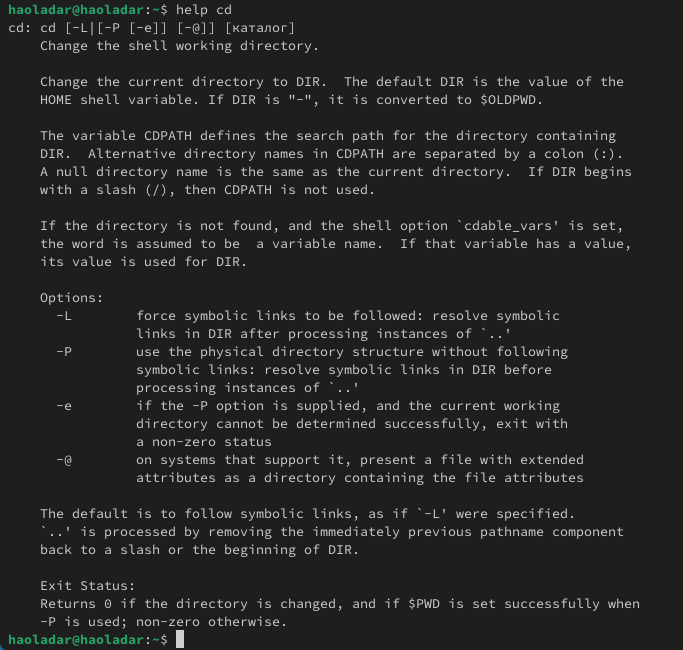 haoladar@haoladar:~$ help cd
cd: cd [-L|[-P [-e]] [-@]] [каталог]
    Change the shell working directory.

    Change the current directory to DIR.  The default DIR is the value of the
    HOME shell variable. If DIR is "-", it is converted to $OLDPWD.

    The variable CDPATH defines the search path for the directory containing
    DIR.  Alternative directory names in CDPATH are separated by a colon (:).
    A null directory name is the same as the current directory.  If DIR begins
    with a slash (/), then CDPATH is not used.

    If the directory is not found, and the shell option `cdable_vars' is set,
    the word is assumed to be  a variable name.  If that variable has a value,
    its value is used for DIR.

    Options:
      -L        force symbolic links to be followed: resolve symbolic
                links in DIR after processing instances of `..'
      -P        use the physical directory structure without following
                symbolic links: resolve symbolic links in DIR before
                processing instances of `..'
      -e        if the -P option is supplied, and the current working
                directory cannot be determined successfully, exit with
                a non-zero status
      -@        on systems that support it, present a file with extended
                attributes as a directory containing the file attributes

    The default is to follow symbolic links, as if `-L' were specified.
    `..' is processed by removing the immediately previous pathname component
    back to a slash or the beginning of DIR.

    Exit Status:
    Returns 0 if the directory is changed, and if $PWD is set successfully when
    -P is used; non-zero otherwise.
haoladar@haoladar:~$